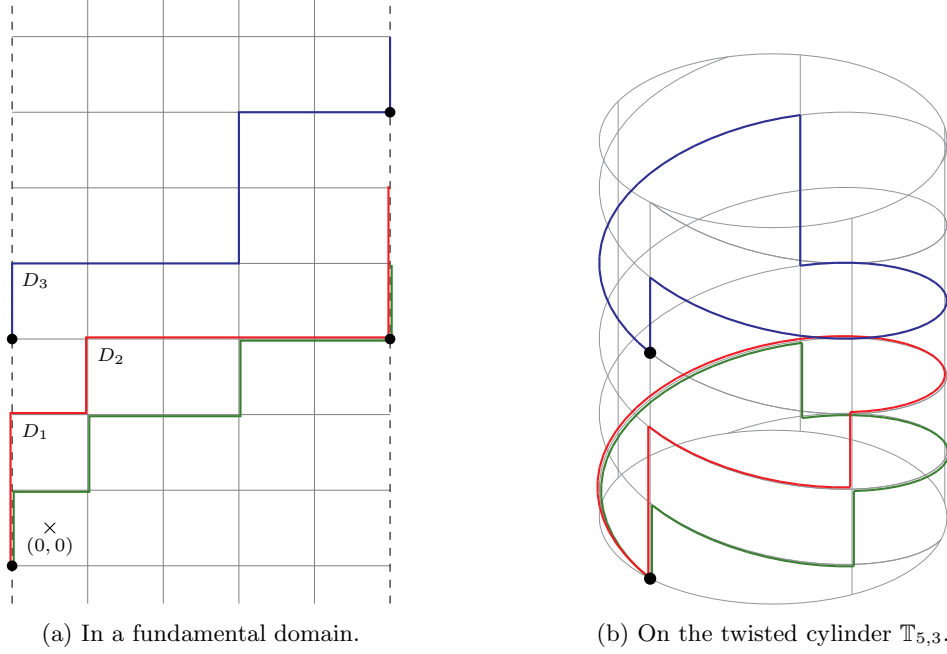 D₃
D₂
D₁
×
(0, 0)
(a) In a fundamental domain.
(b) On the twisted cylinder 𝕋₅,₃.